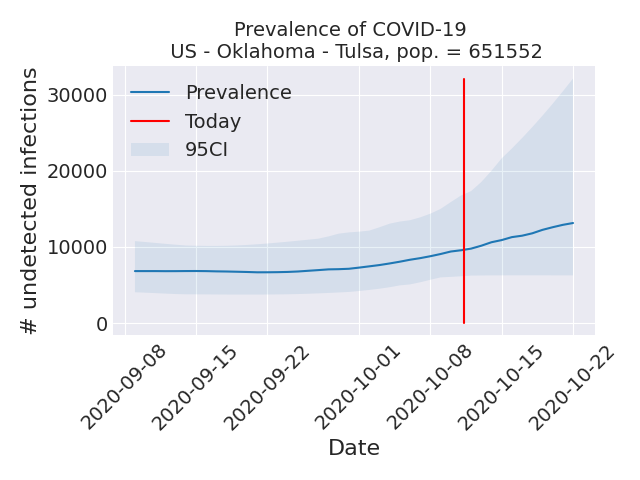 Prevalence of COVID-19
US - Oklahoma - Tulsa, pop. = 651552
# undetected infections
30000
20000
10000
0
Prevalence
Today
95CI
2020-09-08
2020-09-15
2020-09-22
2020-10-01
2020-10-08
2020-10-15
2020-10-22
Date